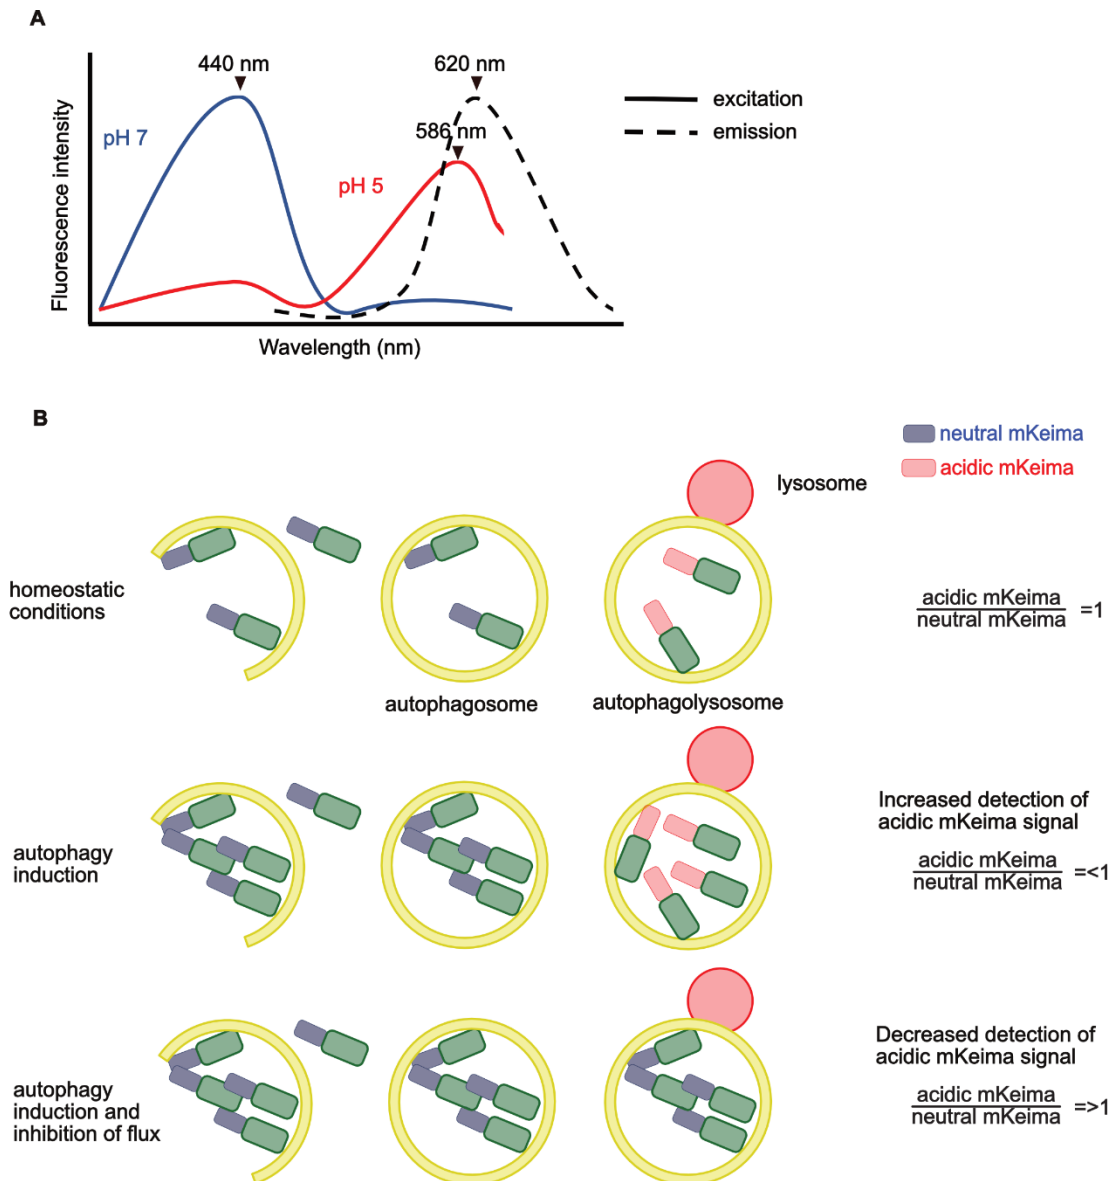 A
440 nm
620 nm
586 nm
excitation
emission
pH 7
pH 5
Fluorescence intensity
Wavelength (nm)
B
neutral mKeima
acidic mKeima
lysosome
homeostatic
conditions
acidic mKeima
neutral mKeima
=1
autophagosome
autophagolysosome
autophagy
induction
Increased detection of
acidic mKeima signal
acidic mKeima
neutral mKeima
=<1
autophagy
induction and
inhibition of flux
Decreased detection of
acidic mKeima signal
acidic mKeima
neutral mKeima
=>1